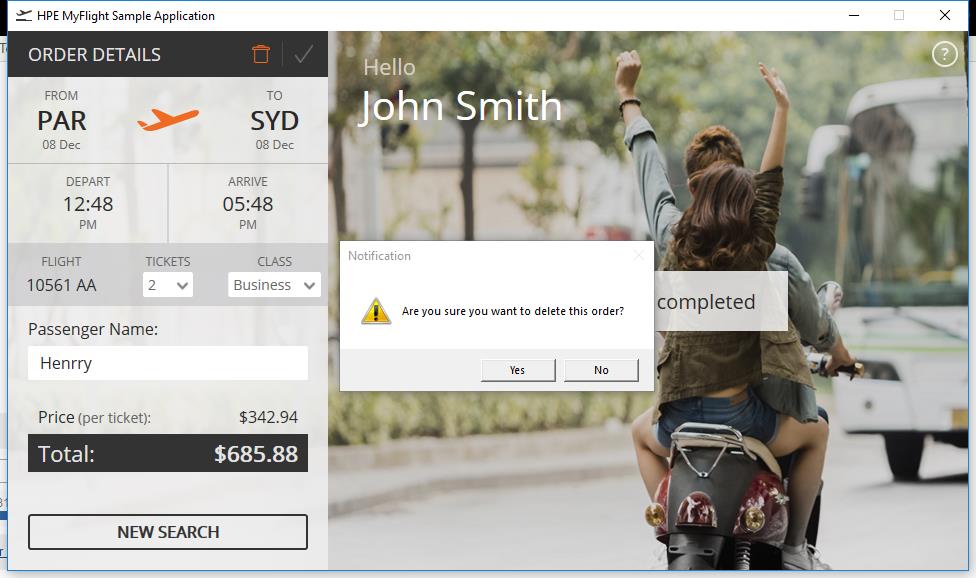 HPE MyFlight Sample Application
ORDER DETAILS
?
FROM
TO
PAR
SYD
08 Dec
08 Dec
DEPART
ARRIVE
12:48
05:48
PM
PM
FLIGHT
TICKETS
CLASS
10561 AA
2
Business
Passenger Name:
Henrry
Price (per ticket):
$342.94
Total:
$685.88
NEW SEARCH
Hello
John Smith
completed
Notification
Are you sure you want to delete this order?
Yes
No